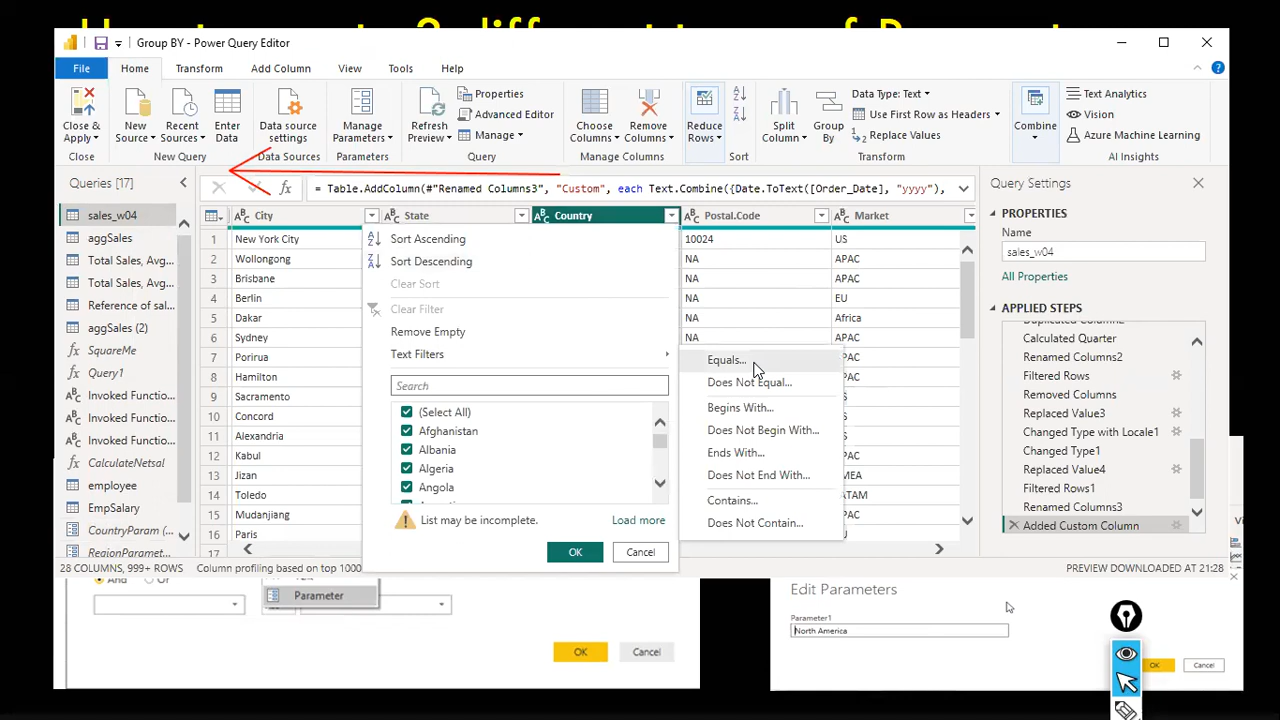 Group BY - Power Query Editor
File Home Transform Add Column View Tools Help
Close & Apply
New Source
Recent Sources
Enter Data
Data source settings
Manage Parameters
Refresh Preview
Properties
Advanced Editor
Manage
Choose Columns
Remove Columns
Reduce Rows
Split Column
Group By
Data Type: Text
Use First Row as Headers
Replace Values
Combine
Text Analytics
Vision
Azure Machine Learning
Close New Query Data Sources Parameters Query Manage Columns Sort Transform AI Insights
Queries [17]
= Table.AddColumn(#"Renamed Columns3", "Custom", each Text.Combine({Date.ToText([Order_Date], "yyyy"),
sales_w04
aggSales
Total Sales, Avg...
Total Sales, Avg...
Reference of sal...
aggSales (2)
SquareMe
Query1
Invoked Functio...
Invoked Functio...
Invoked Functio...
CalculateNetsal
employee
EmpSalary
CountryParam (...
RegionParamet...
City State Country Postal.Code Market
1 New York City 10024 US
2 Wollongong NA APAC
3 Brisbane NA APAC
4 Berlin NA EU
5 Dakar NA Africa
6 Sydney NA APAC
7 Porirua
8 Hamilton
9 Sacramento
10 Concord
11 Alexandria
12 Kabul
13 Jizan
14 Toledo
15 Mudanjiang
16 Paris
17
Sort Ascending
Sort Descending
Clear Sort
Clear Filter
Remove Empty
Text Filters
Search
(Select All)
Afghanistan
Albania
Algeria
Angola
List may be incomplete.
Load more
OK Cancel
Equals...
Does Not Equal...
Begins With...
Does Not Begin With...
Ends With...
Does Not End With...
Contains...
Does Not Contain...
Query Settings
PROPERTIES
Name
sales_w04
All Properties
APPLIED STEPS
Calculated Quarter
Renamed Columns2
Filtered Rows
Removed Columns
Replaced Value3
Changed Type with Locale1
Changed Type1
Replaced Value4
Filtered Rows1
Renamed Columns3
Added Custom Column
28 COLUMNS, 999+ ROWS Column profiling based on top 1000
PREVIEW DOWNLOADED AT 21:28
And Or
Parameter
OK Cancel
Edit Parameters
Parameter1
North America
OK Cancel